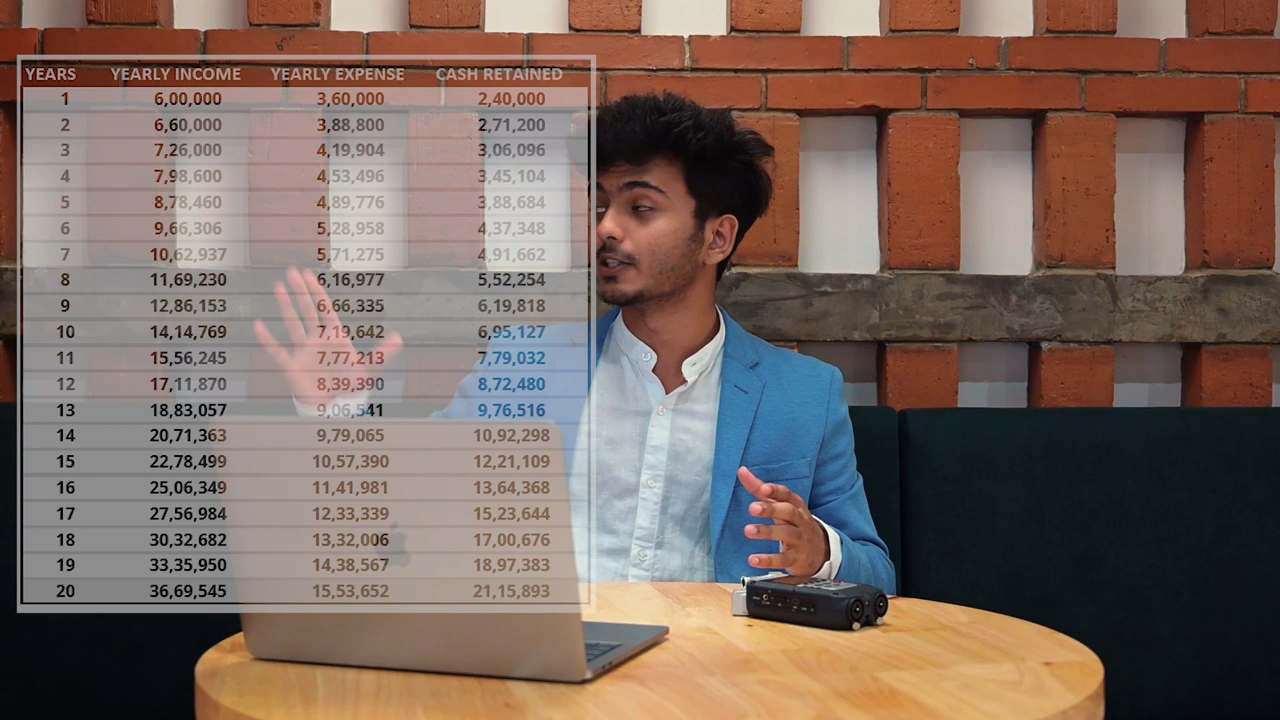 YEARS YEARLY INCOME YEARLY EXPENSE CASH RETAINED
1 6,00,000 3,60,000 2,40,000
2 6,60,000 3,88,800 2,71,200
3 7,26,000 4,19,904 3,06,096
4 7,98,600 4,53,496 3,45,104
5 8,78,460 4,89,776 3,88,684
6 9,66,306 5,28,958 4,37,348
7 10,62,937 5,71,275 4,91,662
8 11,69,230 6,16,977 5,52,254
9 12,86,153 6,66,335 6,19,818
10 14,14,769 7,19,642 6,95,127
11 15,56,245 7,77,213 7,79,032
12 17,11,870 8,39,390 8,72,480
13 18,83,057 9,06,541 9,76,516
14 20,71,363 9,79,065 10,92,298
15 22,78,499 10,57,390 12,21,109
16 25,06,349 11,41,981 13,64,368
17 27,56,984 12,33,339 15,23,644
18 30,32,682 13,32,006 17,00,676
19 33,35,950 14,38,567 18,97,383
20 36,69,545 15,53,652 21,15,893